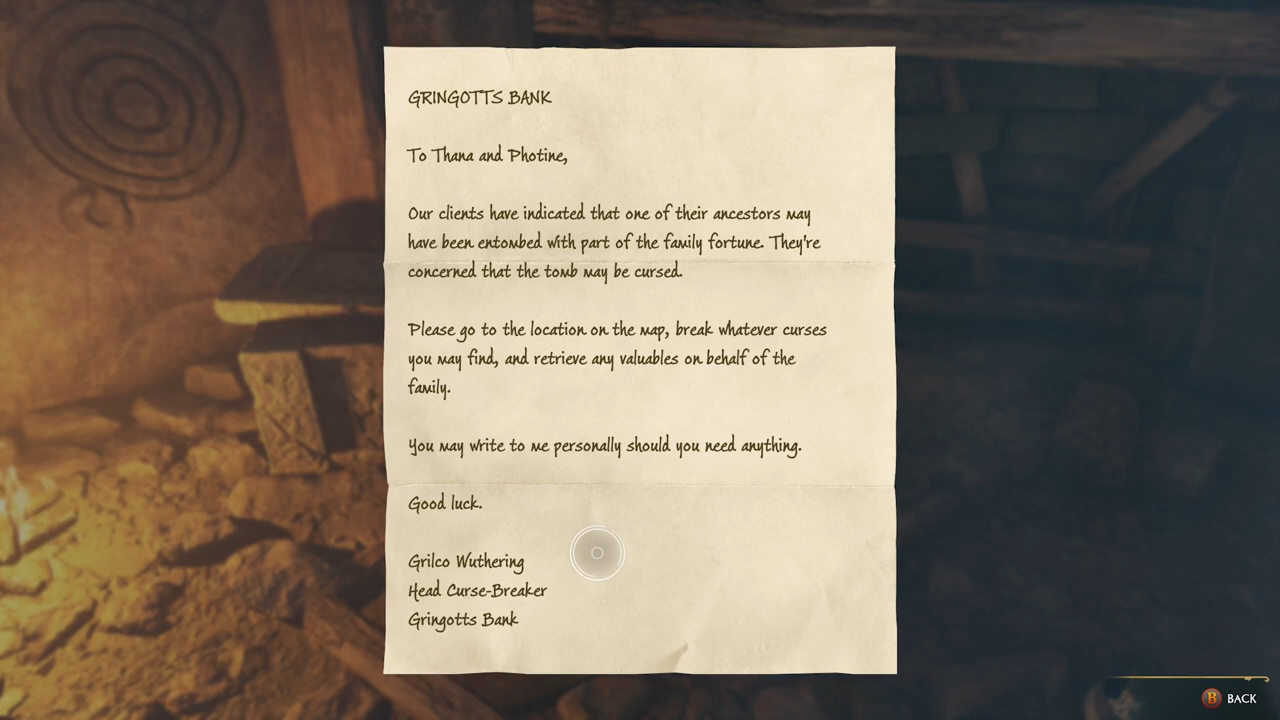 GRINGOTTS BANK
To Thana and Photine,
Our clients have indicated that one of their ancestors may
have been entombed with part of the family fortune. They're
concerned that the tomb may be cursed.
Please go to the location on the map, break whatever curses
you may find, and retrieve any valuables on behalf of the
family.
You may write to me personally should you need anything.
Good luck.
Grilco Wuthering
Head Curse-Breaker
Gringotts Bank
B BACK